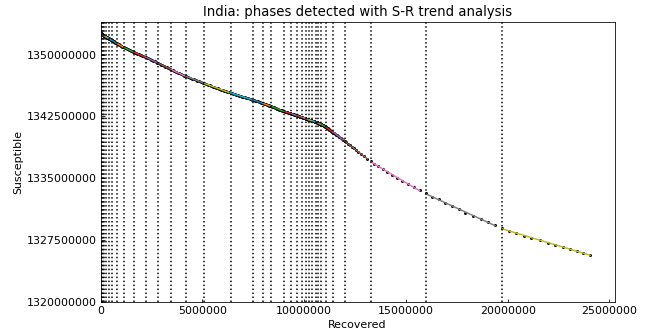 India: phases detected with S-R trend analysis
Susceptible
1350000000
1342500000
1335000000
1327500000
1320000000
0 5000000 10000000 15000000 20000000 25000000
Recovered